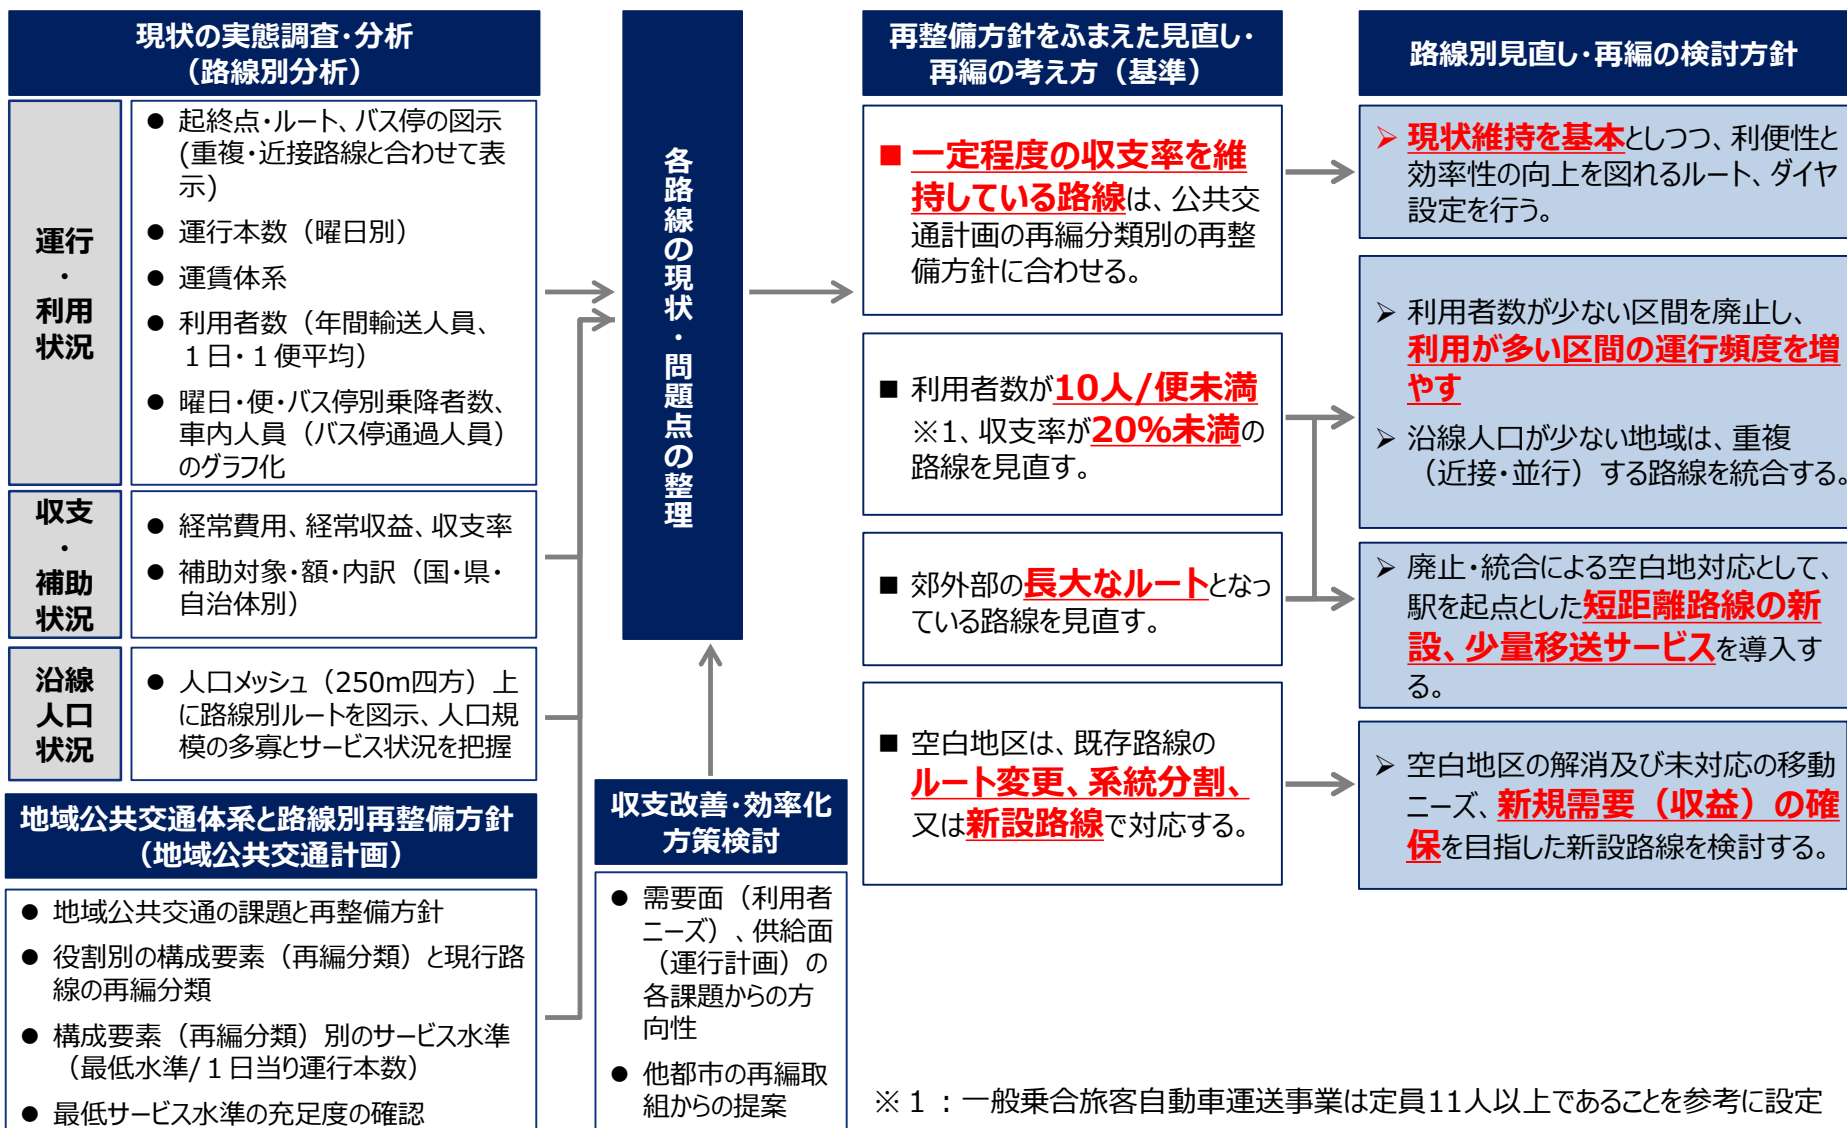 現状の実態調査・分析
（路線別分析）
運行
・
利用
状況
● 起終点・ルート、バス停の図示
(重複・近接路線と合わせて表
示)
● 運行本数（曜日別）
● 運賃体系
● 利用者数（年間輸送人員、
１日・１便平均）
● 曜日・便・バス停別乗降者数、
車内人員（バス停通過人員）
のグラフ化
収支
・
補助
状況
● 経常費用、経常収益、収支率
● 補助対象・額・内訳（国・県・
自治体別）
沿線
人口
状況
● 人口メッシュ（250m四方）上
に路線別ルートを図示、人口規
模の多寡とサービス状況を把握
地域公共交通体系と路線別再整備方針
（地域公共交通計画）
● 地域公共交通の課題と再整備方針
● 役割別の構成要素（再編分類）と現行路
線の再編分類
● 構成要素（再編分類）別のサービス水準
（最低水準/１日当り運行本数）
● 最低サービス水準の充足度の確認
各路線の現状・問題点の整理
収支改善・効率化
方策検討
● 需要面（利用者
ニーズ）、供給面
（運行計画）の
各課題からの方
向性
● 他都市の再編取
組からの提案
再整備方針をふまえた見直し・
再編の考え方（基準）
■ 一定程度の収支率を維
持している路線は、公共交
通計画の再編分類別の再整
備方針に合わせる。
■ 利用者数が10人/便未満
※1、収支率が20%未満の
路線を見直す。
■ 郊外部の長大なルートとなっ
ている路線を見直す。
■ 空白地区は、既存路線の
ルート変更、系統分割、
又は新設路線で対応する。
路線別見直し・再編の検討方針
➢ 現状維持を基本としつつ、利便性と
効率性の向上を図れるルート、ダイヤ
設定を行う。
➢ 利用者数が少ない区間を廃止し、
利用が多い区間の運行頻度を増
やす
➢ 沿線人口が少ない地域は、重複
（近接・並行）する路線を統合する。
➢ 廃止・統合による空白地対応として、
駅を起点とした短距離路線の新
設、少量移送サービスを導入す
る。
➢ 空白地区の解消及び未対応の移動
ニーズ、新規需要（収益）の確
保を目指した新設路線を検討する。
※１：一般乗合旅客自動車運送事業は定員11人以上であることを参考に設定